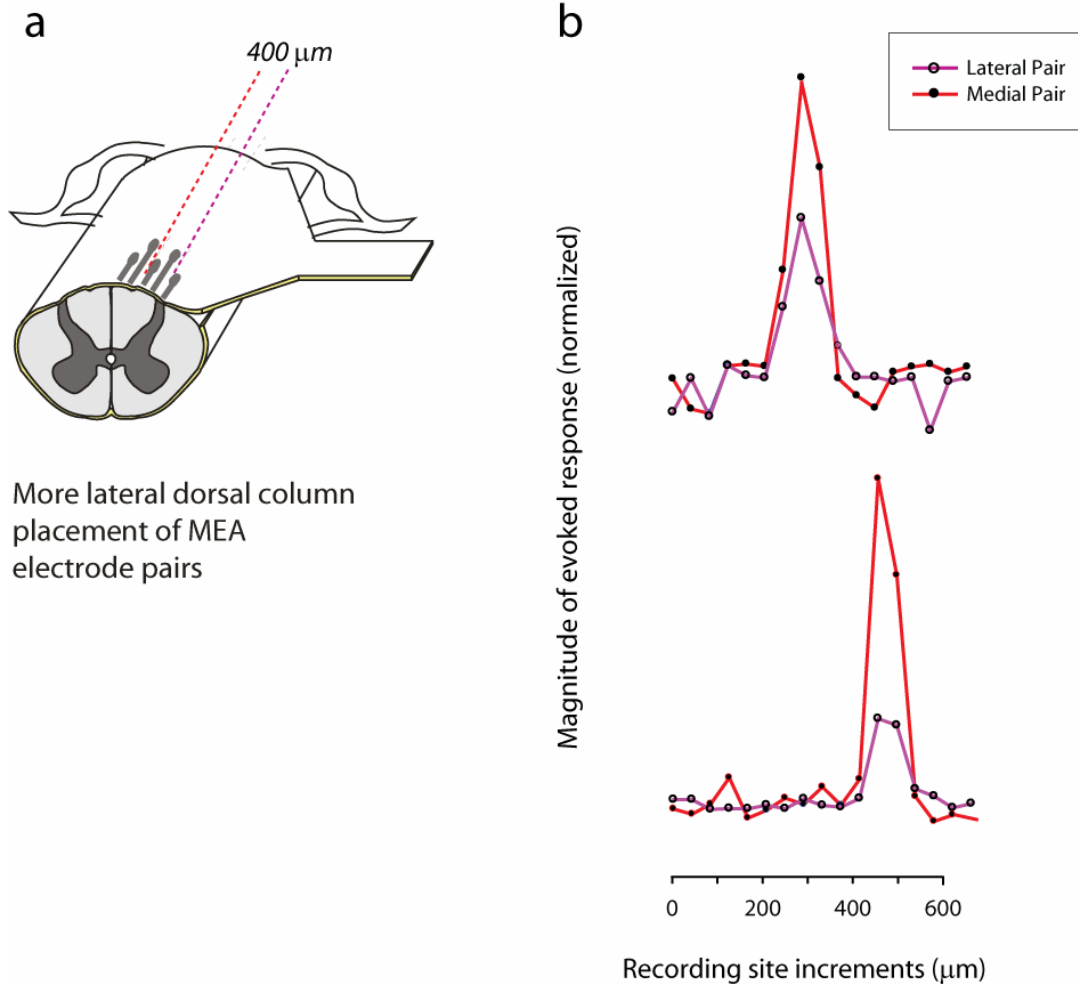 a
400 μm
More lateral dorsal column
placement of MEA
electrode pairs
b
Lateral Pair
Medial Pair
Magnitude of evoked response (normalized)
0 200 400 600
Recording site increments (μm)